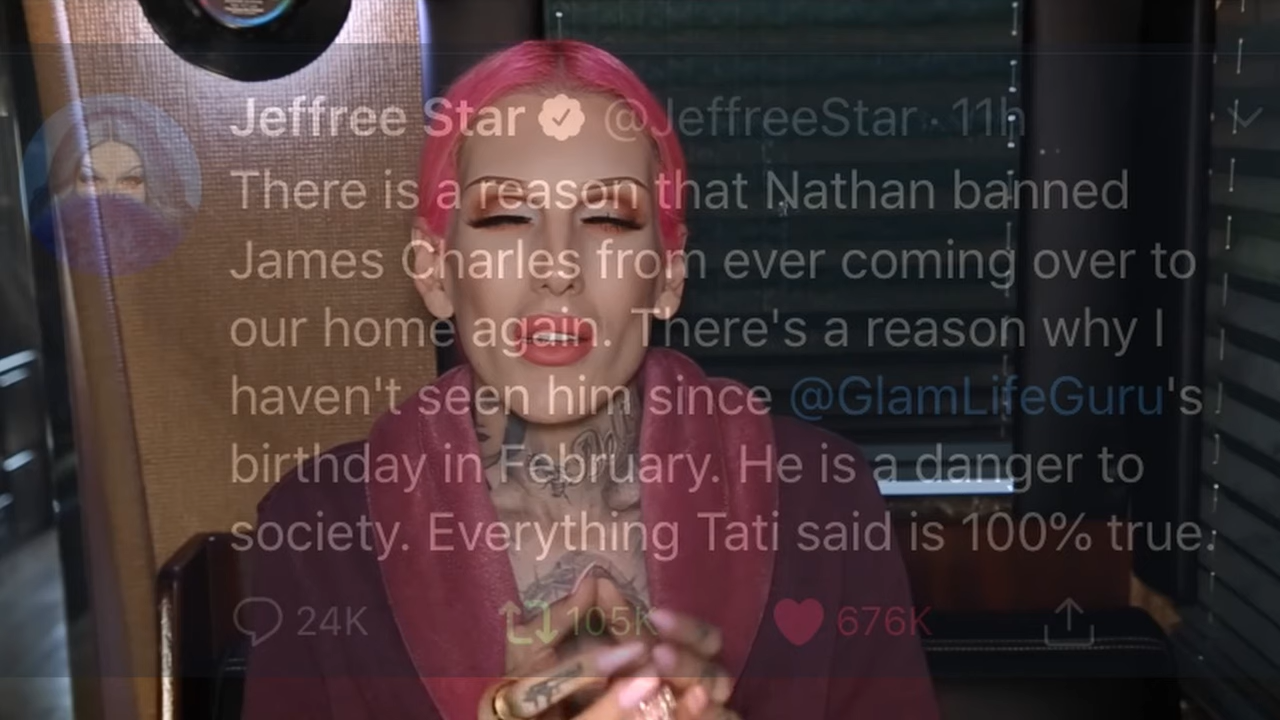 Jeffree Star @JeffreeStar · 11h
There is a reason that Nathan banned
James Charles from ever coming over to
our home again. There's a reason why I
haven't seen him since @GlamLifeGuru's
birthday in February. He is a danger to
society. Everything Tati said is 100% true.
24K 105K 676K